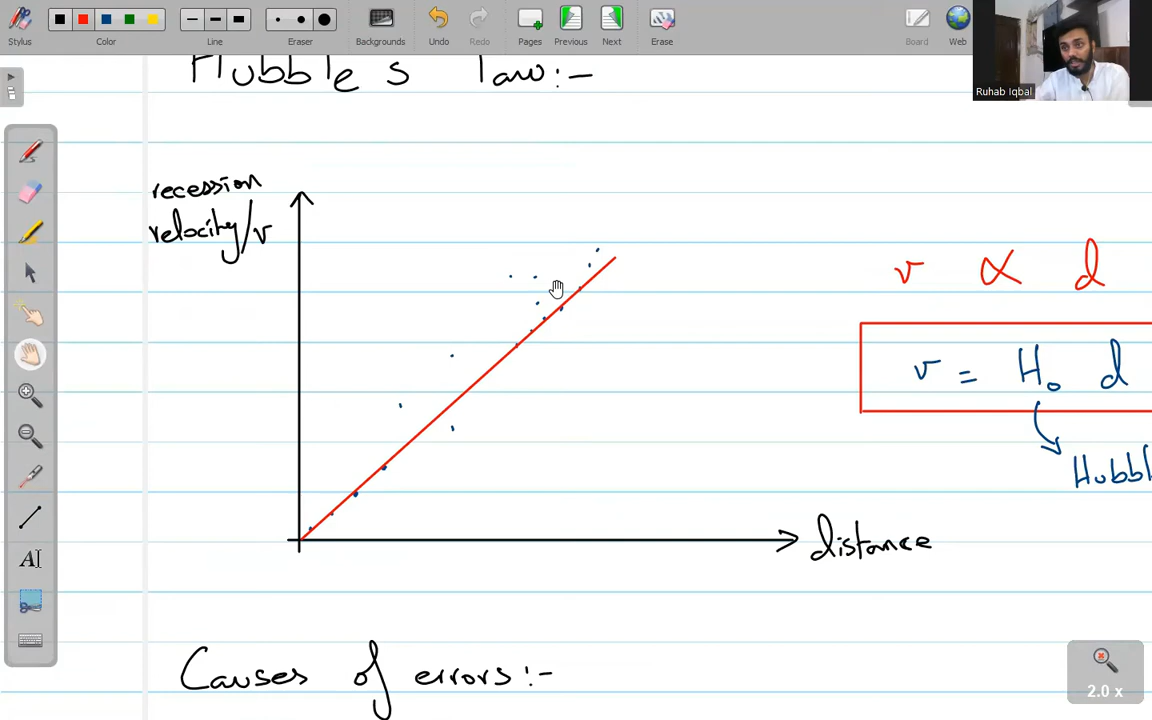 Stylus
Color
Line
Eraser
Backgrounds
Undo
Redo
Pages
Previous
Next
Erase
Board
Web
Ruhab Iqbal
Hubble's law:-
recession
velocity/v
v ∝ d
v = H₀ d
Hubbl
distance
Causes of errors:-
AI
2.0 x